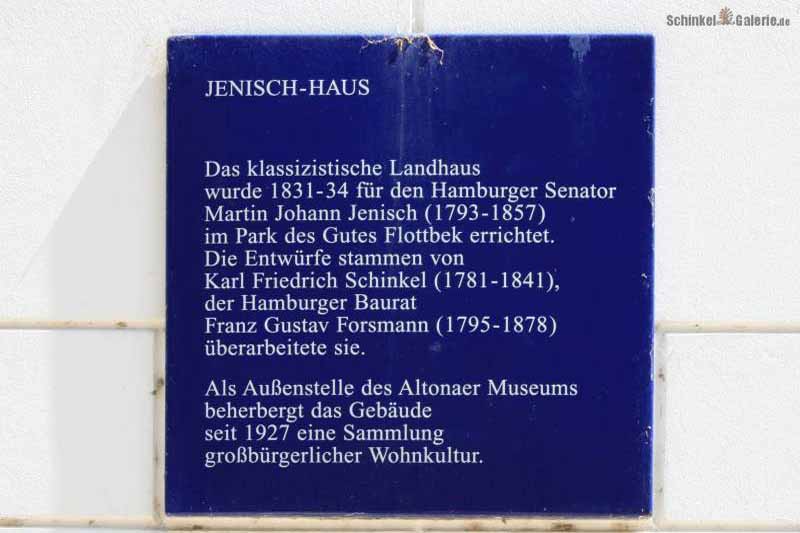 Schinkel Galerie.de
JENISCH-HAUS
Das klassizistische Landhaus
wurde 1831-34 für den Hamburger Senator
Martin Johann Jenisch (1793-1857)
im Park des Gutes Flottbek errichtet.
Die Entwürfe stammen von
Karl Friedrich Schinkel (1781-1841),
der Hamburger Baurat
Franz Gustav Forsmann (1795-1878)
überarbeitete sie.
Als Außenstelle des Altonaer Museums
beherbergt das Gebäude
seit 1927 eine Sammlung
großbürgerlicher Wohnkultur.